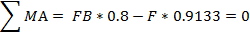 ∑ MA = FB * 0.8 − F * 0.9133 = 0